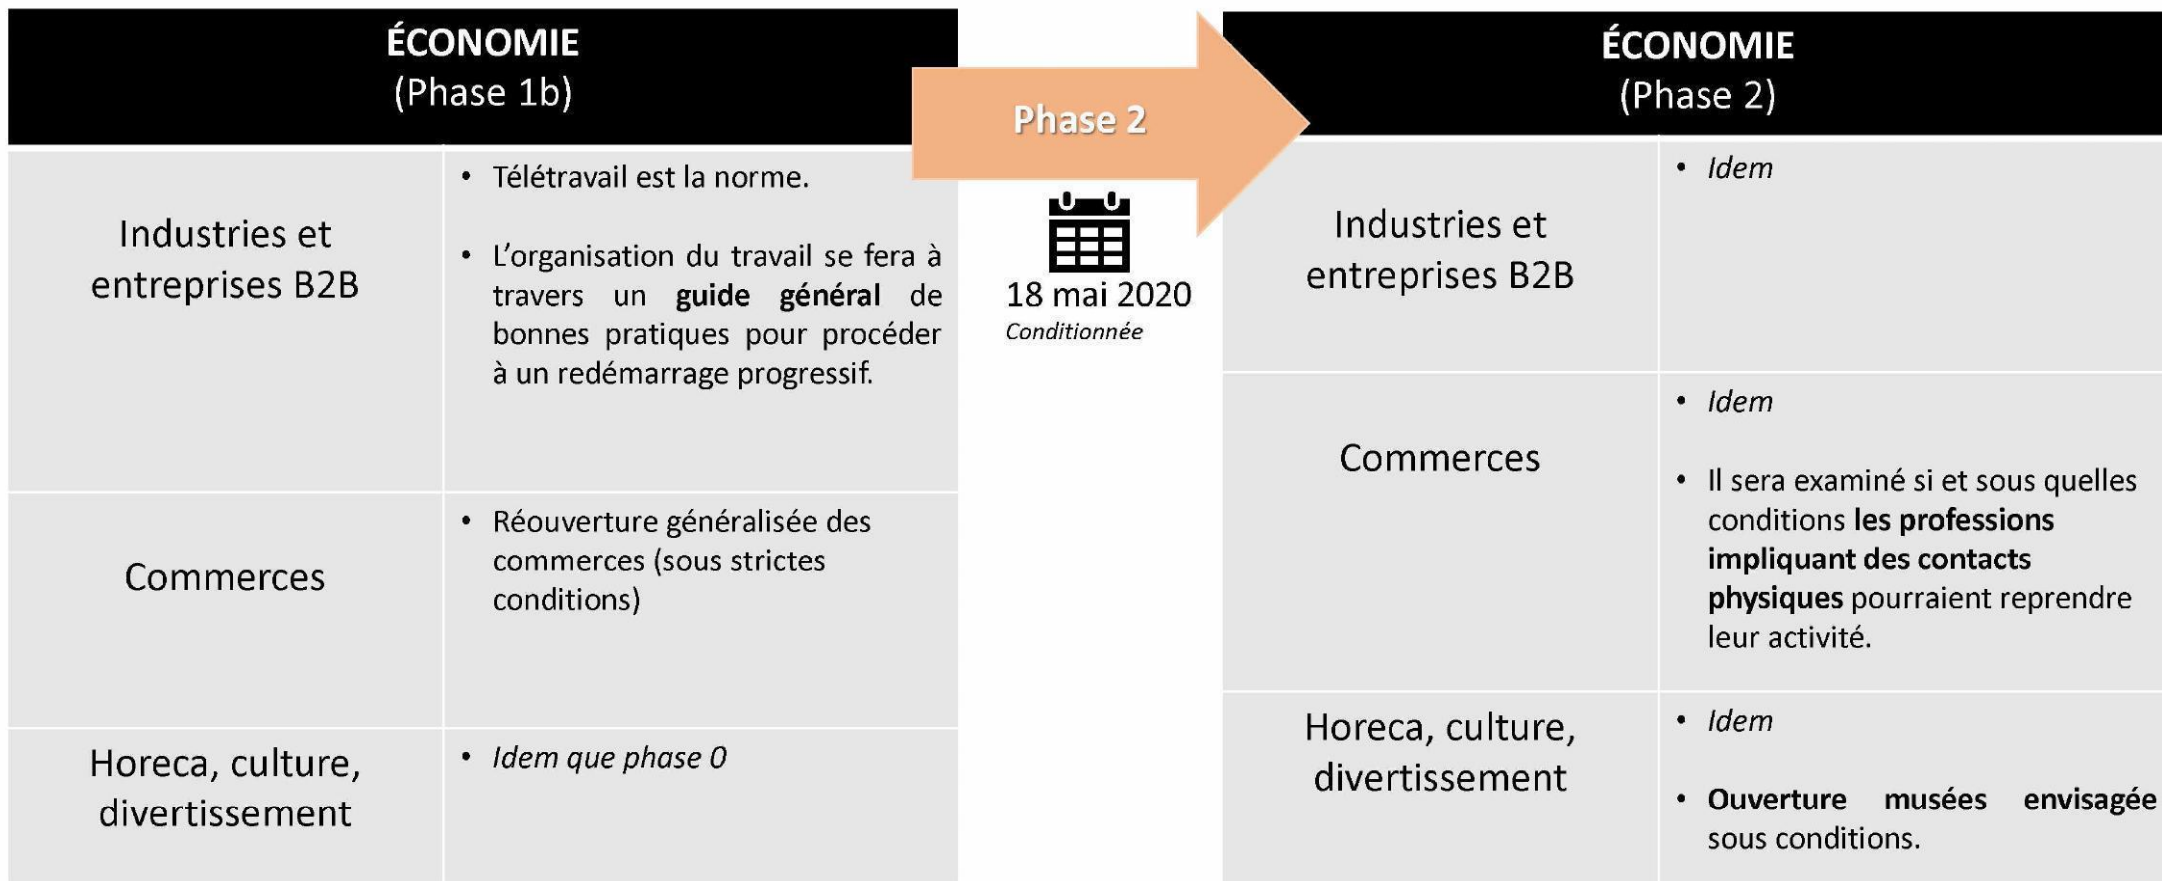 ÉCONOMIE
(Phase 1b)
Industries et
entreprises B2B
• Télétravail est la norme.
• L'organisation du travail se fera à
travers un guide général de
bonnes pratiques pour procéder
à un redémarrage progressif.
Commerces
• Réouverture généralisée des
commerces (sous strictes
conditions)
Horeca, culture,
divertissement
• Idem que phase 0
Phase 2
18 mai 2020
Conditionnée
ÉCONOMIE
(Phase 2)
Industries et
entreprises B2B
• Idem
Commerces
• Idem
• Il sera examiné si et sous quelles
conditions les professions
impliquant des contacts
physiques pourraient reprendre
leur activité.
Horeca, culture,
divertissement
• Idem
• Ouverture musées envisagée
sous conditions.